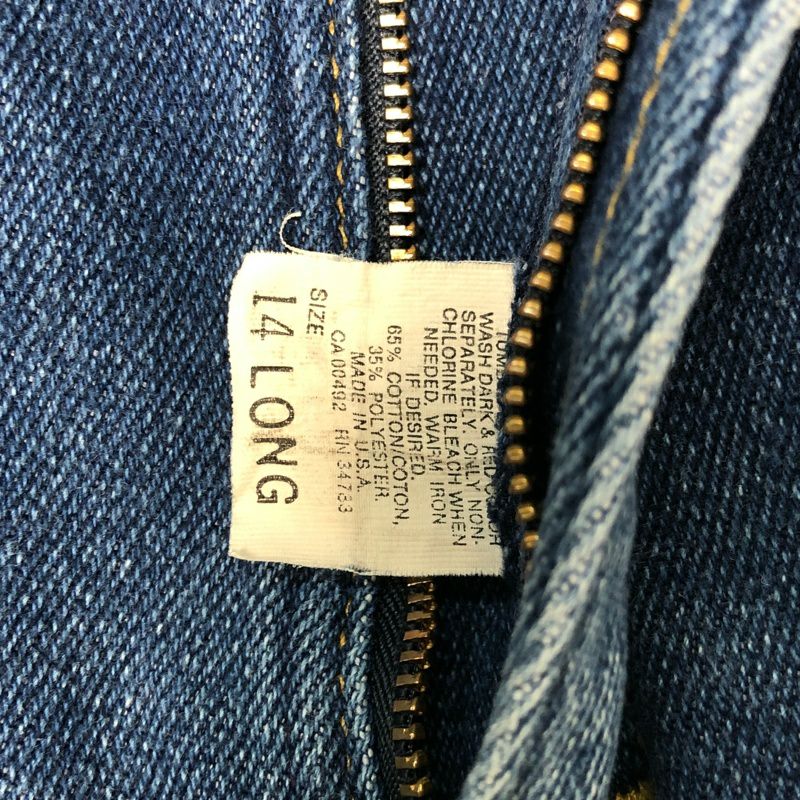 WASH DARK & RED COLOR
SEPARATELY. ONLY NON-
CHLORINE BLEACH WHEN
NEEDED. WARM IRON
IF DESIRED.
65% COTTON/COTON,
35% POLYESTER
MADE IN U.S.A.
CA 00492 RN 34783
SIZE
14 LONG